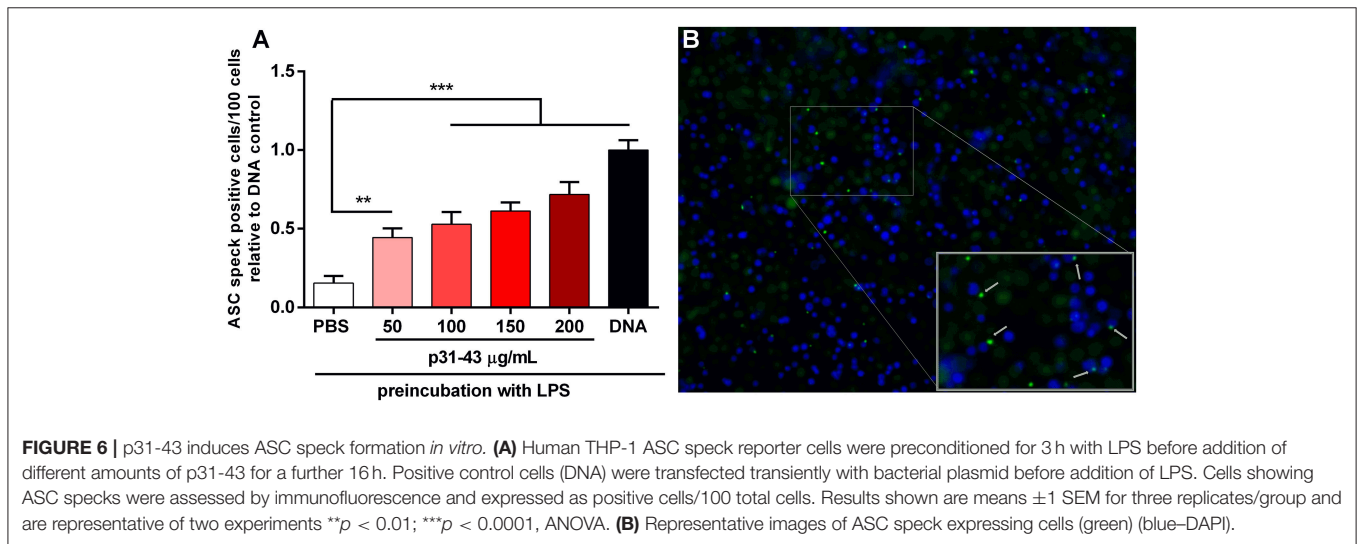 A
B
ASC speck positive cells/100 cells
relative to DNA control
1.5
1.0
0.5
0.0
***
**
PBS 50 100 150 200 DNA
p31-43 μg/mL
preincubation with LPS
FIGURE 6 | p31-43 induces ASC speck formation in vitro. (A) Human THP-1 ASC speck reporter cells were preconditioned for 3 h with LPS before addition of
different amounts of p31-43 for a further 16 h. Positive control cells (DNA) were transfected transiently with bacterial plasmid before addition of LPS. Cells showing
ASC specks were assessed by immunofluorescence and expressed as positive cells/100 total cells. Results shown are means ±1 SEM for three replicates/group and
are representative of two experiments **p < 0.01; ***p < 0.0001, ANOVA. (B) Representative images of ASC speck expressing cells (green) (blue–DAPI).